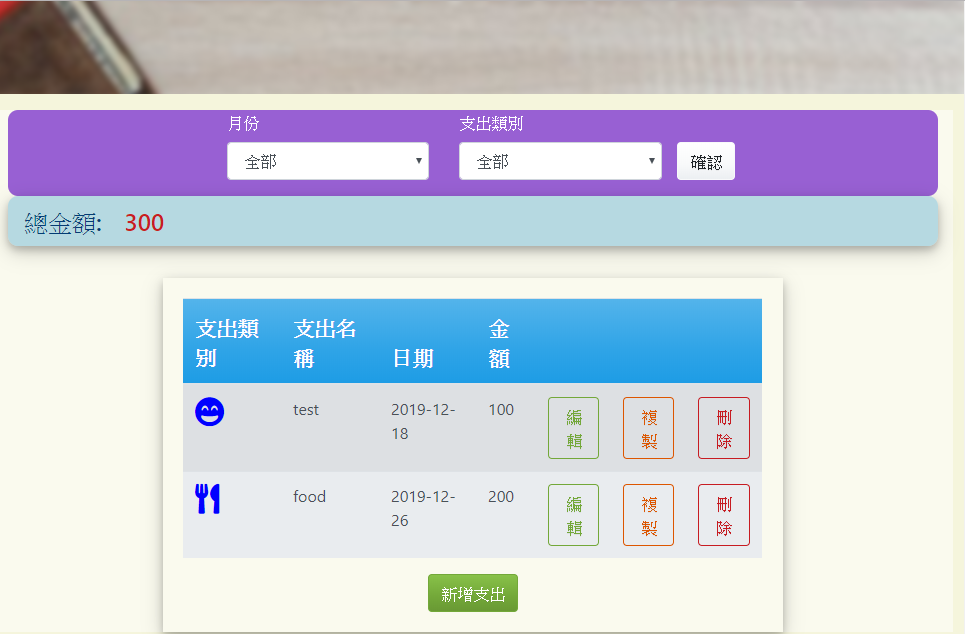 月份 支出類別
全部 全部 確認
總金額: 300
支出類 支出名 金
別 稱 日期 額
test 2019-12- 100 編 複 刪
18 輯 製 除
food 2019-12- 200 編 複 刪
26 輯 製 除
新增支出